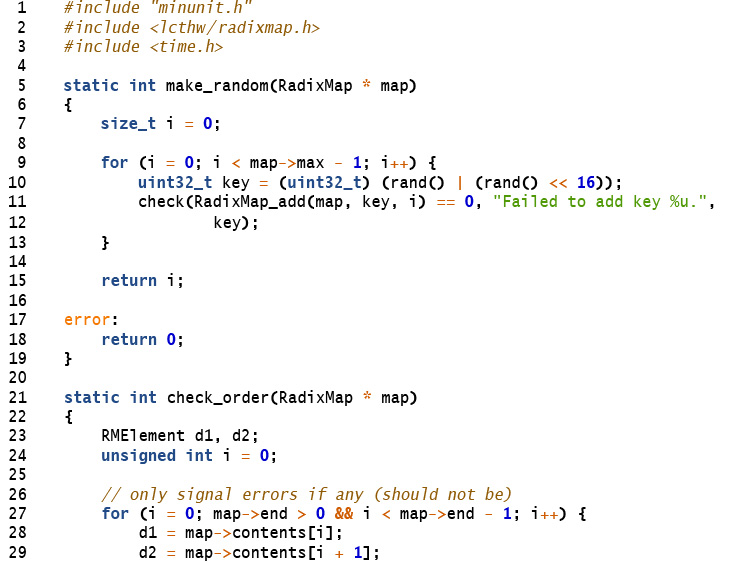 1 #include "minunit.h"
2 #include <lcthw/radixmap.h>
3 #include <time.h>
4
5 static int make_random(RadixMap * map)
6 {
7     size_t i = 0;
8
9     for (i = 0; i < map->max - 1; i++) {
10         uint32_t key = (uint32_t) (rand() | (rand() << 16));
11         check(RadixMap_add(map, key, i) == 0, "Failed to add key %u.",
12                 key);
13     }
14
15     return i;
16
17 error:
18     return 0;
19 }
20
21 static int check_order(RadixMap * map)
22 {
23     RMElement d1, d2;
24     unsigned int i = 0;
25
26     // only signal errors if any (should not be)
27     for (i = 0; map->end > 0 && i < map->end - 1; i++) {
28         d1 = map->contents[i];
29         d2 = map->contents[i + 1];